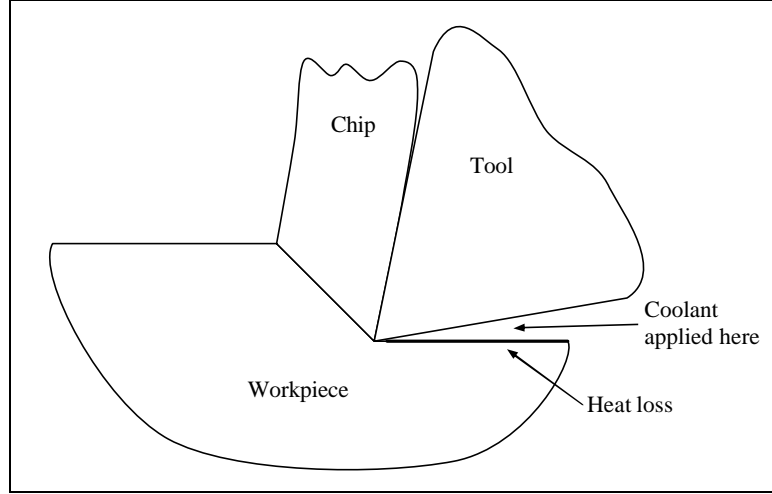 Chip
Tool
Coolant
applied here
Workpiece
Heat loss